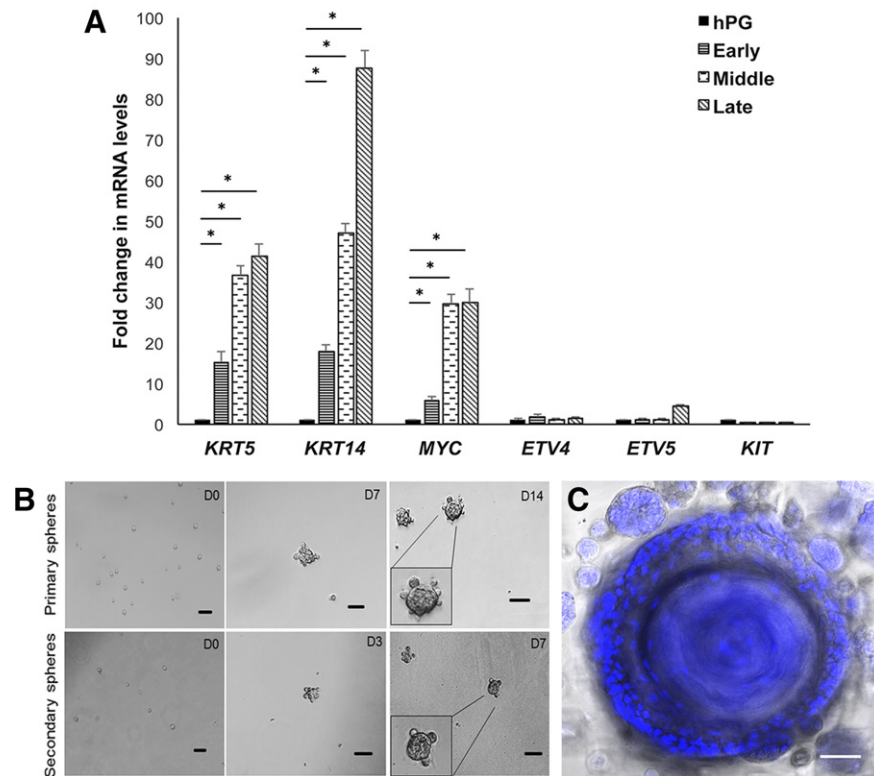 A
Fold change in mRNA levels
100
90
80
70
60
50
40
30
20
10
0
* * *
* * *
* * *
hPG
Early
Middle
Late
KRT5 KRT14 MYC ETV4 ETV5 KIT
B
Primary spheres
D0 D7 D14
Secondary spheres
D0 D3 D7
C